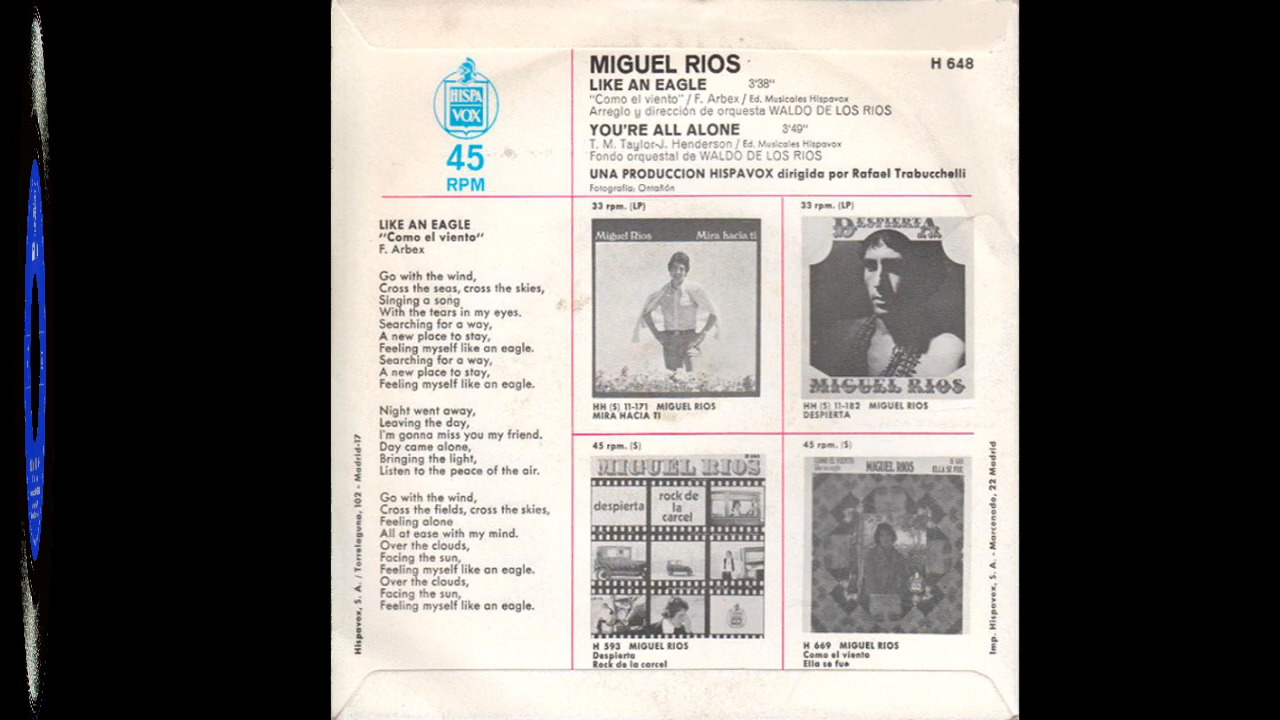 HISPA
VOX
45
RPM
MIGUEL RIOS
H 648
LIKE AN EAGLE 3'38"
"Como el viento" / F. Arbex / Ed. Musicales Hispavox
Arreglo y dirección de orquesta WALDO DE LOS RIOS
YOU'RE ALL ALONE 3'49"
T. M. Taylor-J. Henderson / Ed. Musicales Hispavox
Fondo orquestal de WALDO DE LOS RIOS
UNA PRODUCCION HISPAVOX dirigida por Rafael Trabucchelli
Fotografía: Ontañón
LIKE AN EAGLE
"Como el viento"
F. Arbex
Go with the wind,
Cross the seas, cross the skies,
Singing a song
With the tears in my eyes.
Searching for a way,
A new place to stay,
Feeling myself like an eagle.
Searching for a way,
A new place to stay,
Feeling myself like an eagle.
Night went away,
Leaving the day,
I'm gonna miss you my friend.
Day came alone,
Bringing the light,
Listen to the peace of the air.
Go with the wind,
Cross the fields, cross the skies,
Feeling alone
All at ease with my mind.
Over the clouds,
Facing the sun,
Feeling myself like an eagle.
Over the clouds,
Facing the sun,
Feeling myself like an eagle.
Hispavox, S. A. / Torrelaguna, 102 - Madrid-17
33 rpm. (LP)
Miguel Rios Mira hacia ti
HH (S) 11-171 MIGUEL RIOS
MIRA HACIA TI
33 rpm. (LP)
DESPIERTA
MIGUEL RIOS
HH (S) 11-182 MIGUEL RIOS
DESPIERTA
45 rpm. (S)
MIGUEL RIOS
despierta
rock de
la
carcel
H 593 MIGUEL RIOS
Despierta
Rock de la carcel
45 rpm. (S)
COMO EL VIENTO
like an eagle
MIGUEL RIOS
H 669
ELLA SE FUE
H 669 MIGUEL RIOS
Como el viento
Ella se fue
Imp. Hispavox, S. A. - Marcenado, 22 Madrid